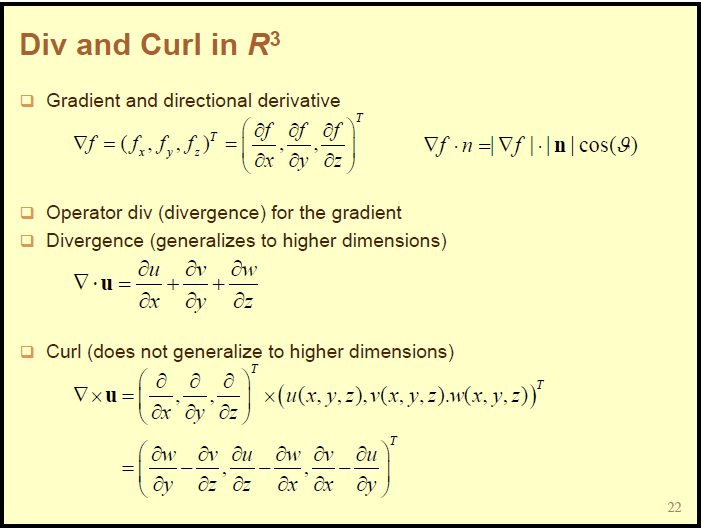 Div and Curl in R³
❑ Gradient and directional derivative
∇f = (fₓ, f_y, f_z)ᵀ = (∂f/∂x, ∂f/∂y, ∂f/∂z)ᵀ ∇f · n =| ∇f | · | n | cos(ϑ)
❑ Operator div (divergence) for the gradient
❑ Divergence (generalizes to higher dimensions)
∇ · u = ∂u/∂x + ∂v/∂y + ∂w/∂z
❑ Curl (does not generalize to higher dimensions)
∇ × u = (∂/∂x, ∂/∂y, ∂/∂z)ᵀ × (u(x, y, z), v(x, y, z).w(x, y, z))ᵀ
= (∂w/∂y − ∂v/∂z, ∂u/∂z − ∂w/∂x, ∂v/∂x − ∂u/∂y)ᵀ
22